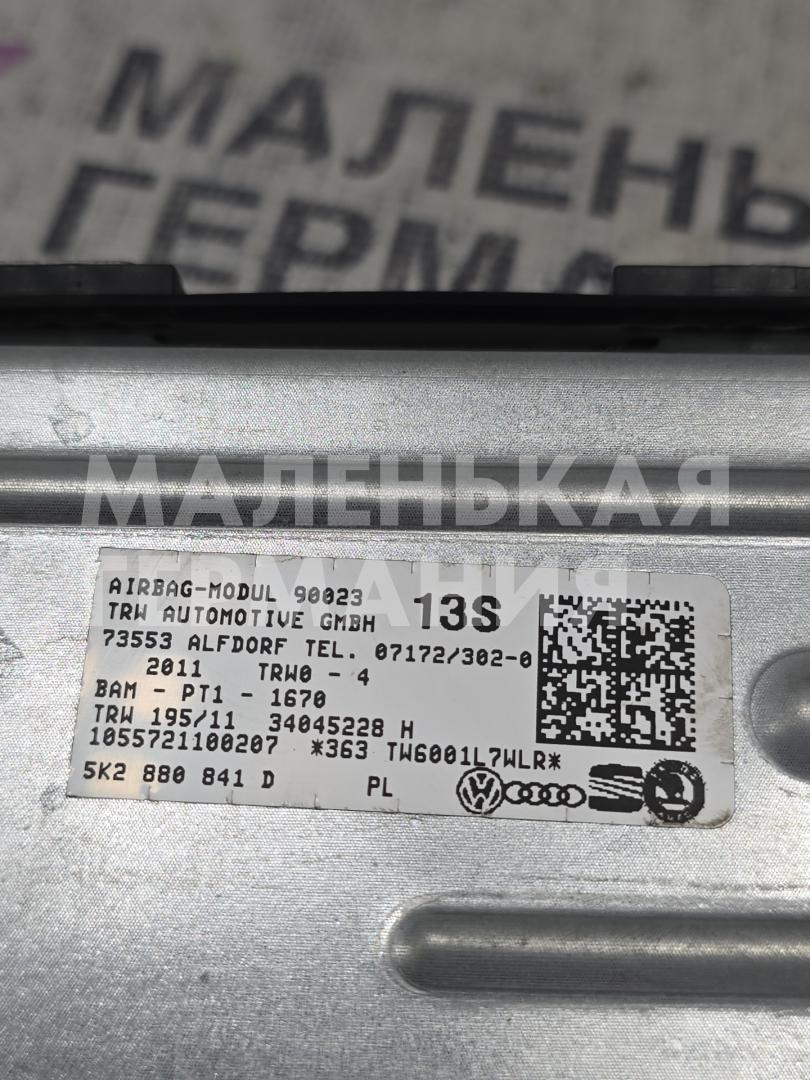 МАЛЕНЬ
ГЕРМА
МАЛЕНЬКАЯ
ГЕРМАНИЯ
AIRBAG-MODUL 90023
TRW AUTOMOTIVE GMBH 13S
73553 ALFDORF TEL. 07172/302-0
2011 TRW0 - 4
BAM - PT1 - 1670
TRW 195/11 34045228 H
1055721100207 *363 TW6001L7WLR*
5K2 880 841 D PL